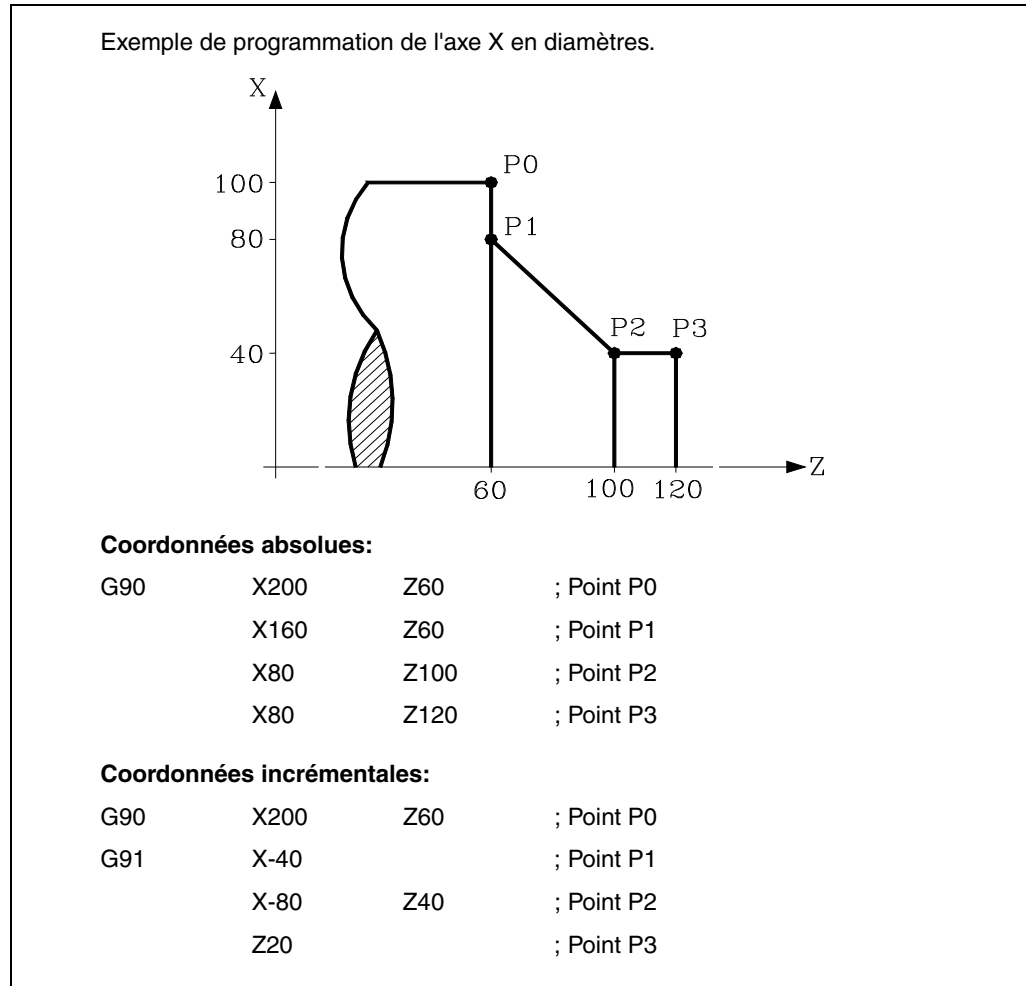 Exemple de programmation de l'axe X en diamètres.
X
P0
100
P1
80
P2 P3
40
Z
60 100 120
Coordonnées absolues:
G90 X200 Z60 ; Point P0
X160 Z60 ; Point P1
X80 Z100 ; Point P2
X80 Z120 ; Point P3
Coordonnées incrémentales:
G90 X200 Z60 ; Point P0
G91 X-40 ; Point P1
X-80 Z40 ; Point P2
Z20 ; Point P3